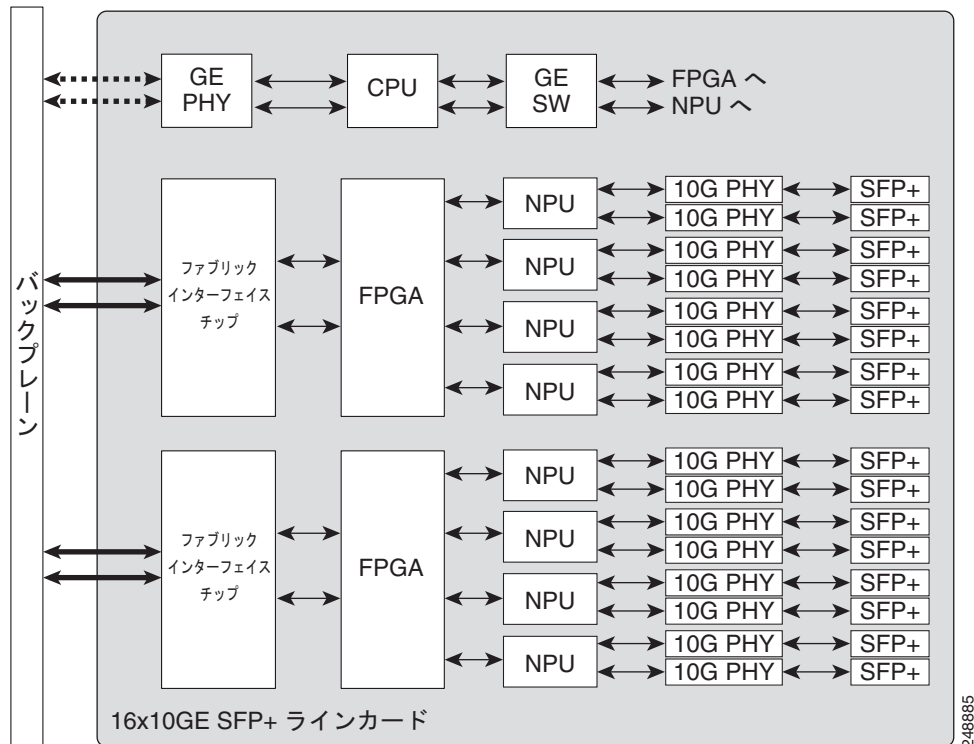 バックプレーン
GE
PHY
CPU
GE
SW
FPGA へ
NPU へ
ファブリック
インターフェイス
チップ
FPGA
NPU
10G PHY
SFP+
10G PHY
SFP+
NPU
10G PHY
SFP+
10G PHY
SFP+
NPU
10G PHY
SFP+
10G PHY
SFP+
NPU
10G PHY
SFP+
10G PHY
SFP+
ファブリック
インターフェイス
チップ
FPGA
NPU
10G PHY
SFP+
10G PHY
SFP+
NPU
10G PHY
SFP+
10G PHY
SFP+
NPU
10G PHY
SFP+
10G PHY
SFP+
NPU
10G PHY
SFP+
10G PHY
SFP+
16x10GE SFP+ ラインカード
248885